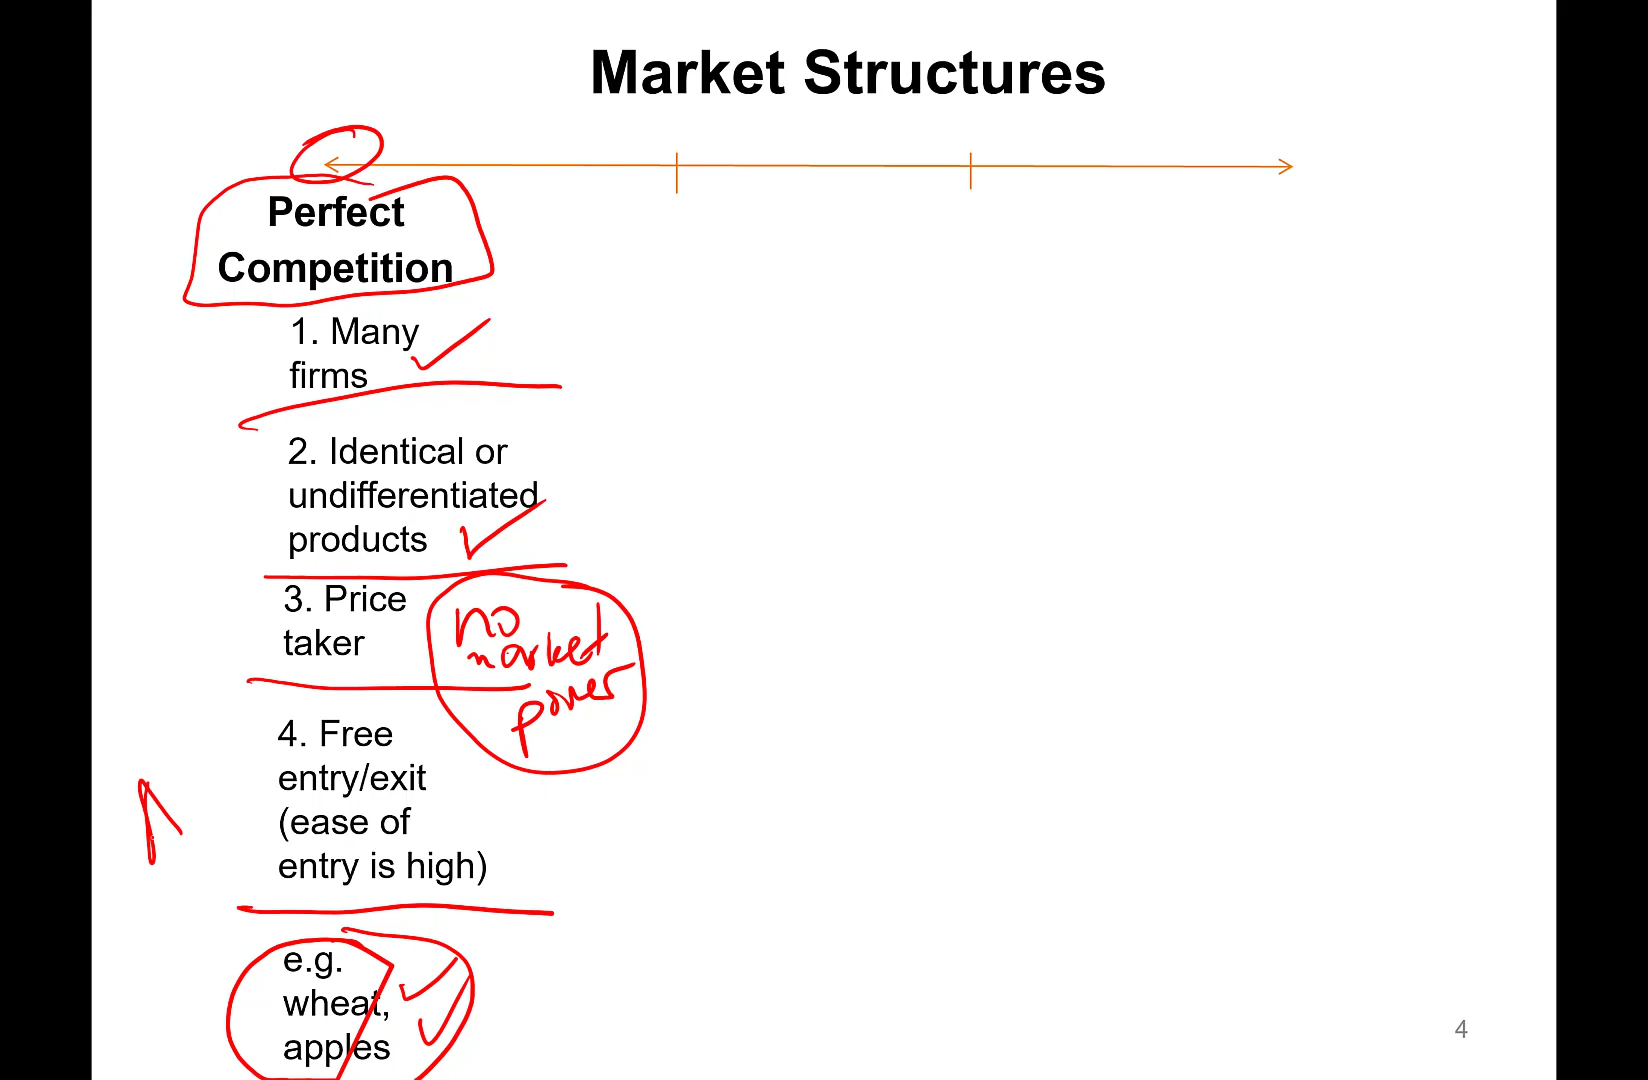 Market Structures
Perfect
Competition
1. Many
firms
2. Identical or
undifferentiated
products
3. Price
taker
no
market
power
4. Free
entry/exit
(ease of
entry is high)
e.g.
wheat,
apples
4